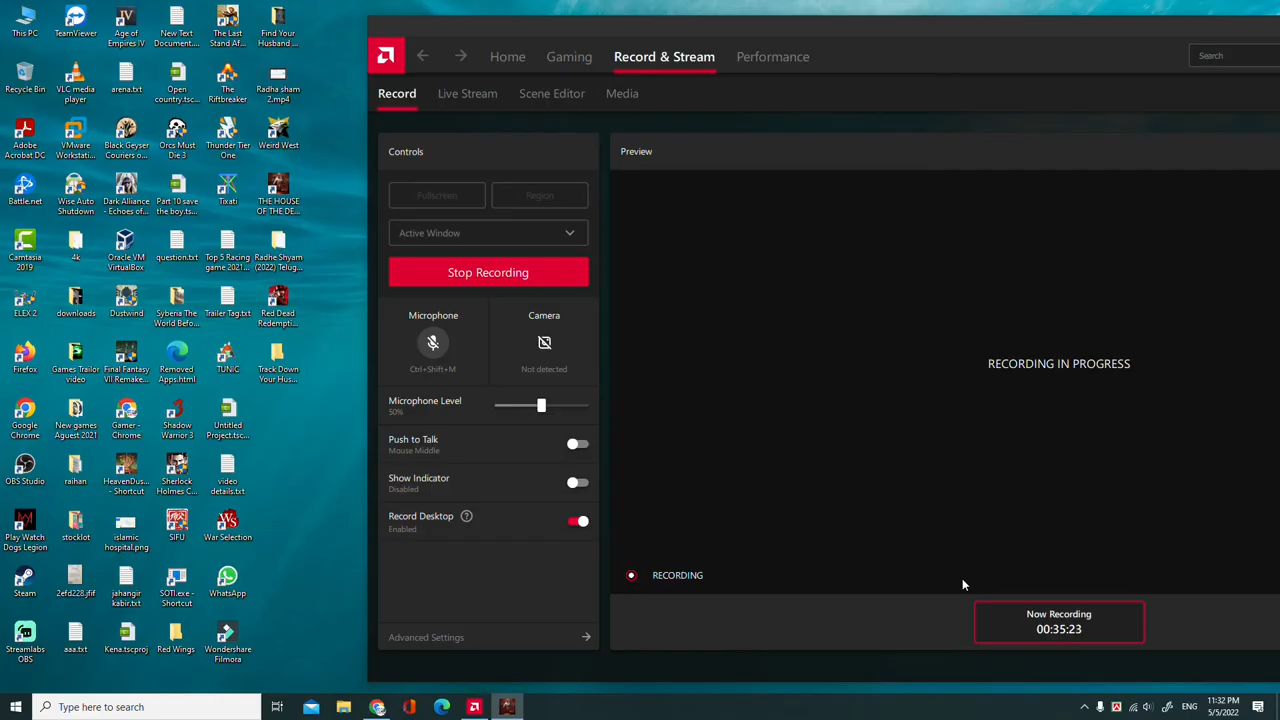 This PC
TeamViewer
Age of
Empires IV
New Text
Document....
The Last
Stand Af...
Find Your
Husband ...
Recycle Bin
VLC media
player
arena.txt
Open
country.tsc...
The
Riftbreaker
Radha sham
2.mp4
Adobe
Acrobat DC
VMware
Workstati...
Black Geyser
Couriers o...
Orcs Must
Die 3
Thunder Tier
One
Weird West
Battle.net
Wise Auto
Shutdown
Dark Alliance
- Echoes of...
Part 10 save
the boy.ts...
Tixati
THE HOUSE
OF THE DE...
Camtasia
2019
4k
Oracle VM
VirtualBox
question.txt
Top 5 Racing
game 2021...
Radhe Shyam
(2022) Telug...
ELEX 2
downloads
Dustwind
Syberia The
World Befo...
Trailer Tag.txt
Red Dead
Redempti...
Firefox
Games Trailor
video
Final Fantasy
VII Remake...
Removed
Apps.html
TUNIC
Track Down
Your Hus...
Google
Chrome
New games
Aguest 2021
Gamer -
Chrome
Shadow
Warrior 3
Untitled
Project.tsc...
OBS Studio
raihan
HeavenDus...
- Shortcut
Sherlock
Holmes C...
video
details.txt
Play Watch
Dogs Legion
stocklot
islamic
hospital.png
SIFU
War Selection
Steam
2efd228.jfif
jahangir
kabir.txt
SOTI.exe -
Shortcut
WhatsApp
Streamlabs
OBS
aaa.txt
Kena.tscproj
Red Wings
Wondershare
Filmora
Home
Gaming
Record & Stream
Performance
Search
Record
Live Stream
Scene Editor
Media
Controls
Preview
Fullscreen
Region
Active Window
Stop Recording
Microphone
Camera
Ctrl+Shift+M
Not detected
Microphone Level
50%
Push to Talk
Mouse Middle
Show Indicator
Disabled
Record Desktop
Enabled
Advanced Settings
RECORDING IN PROGRESS
RECORDING
Now Recording
00:35:23
Type here to search
ENG
11:32 PM
5/5/2022